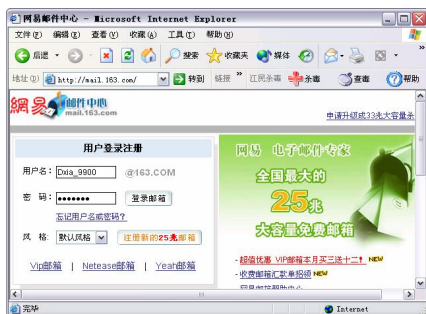 网易邮件中心 - Microsoft Internet Explorer
文件(F) 编辑(E) 查看(V) 收藏(A) 工具(T) 帮助(H)
后退 搜索 收藏夹 媒体
地址(D) http://mail.163.com/ 转到 链接 » 江民杀毒 杀毒 查毒 帮助
網易 邮件中心
mail.163.com
申请升级成33兆大容量杀
用户登录注册
用户名: Dxia_9900 @163.COM
密 码: ●●●●●●● 登录邮箱
忘记用户名或密码?
风 格: 默认风格 注册新的25兆邮箱
Vip邮箱 | Netease邮箱 | Yeah邮箱
网易 电子邮件专家
全国最大的
25兆
大容量免费邮箱
- 超值优惠 VIP邮箱本月买三送十二! NEW
- 收费邮箱汇款单招领 NEW
完毕 Internet